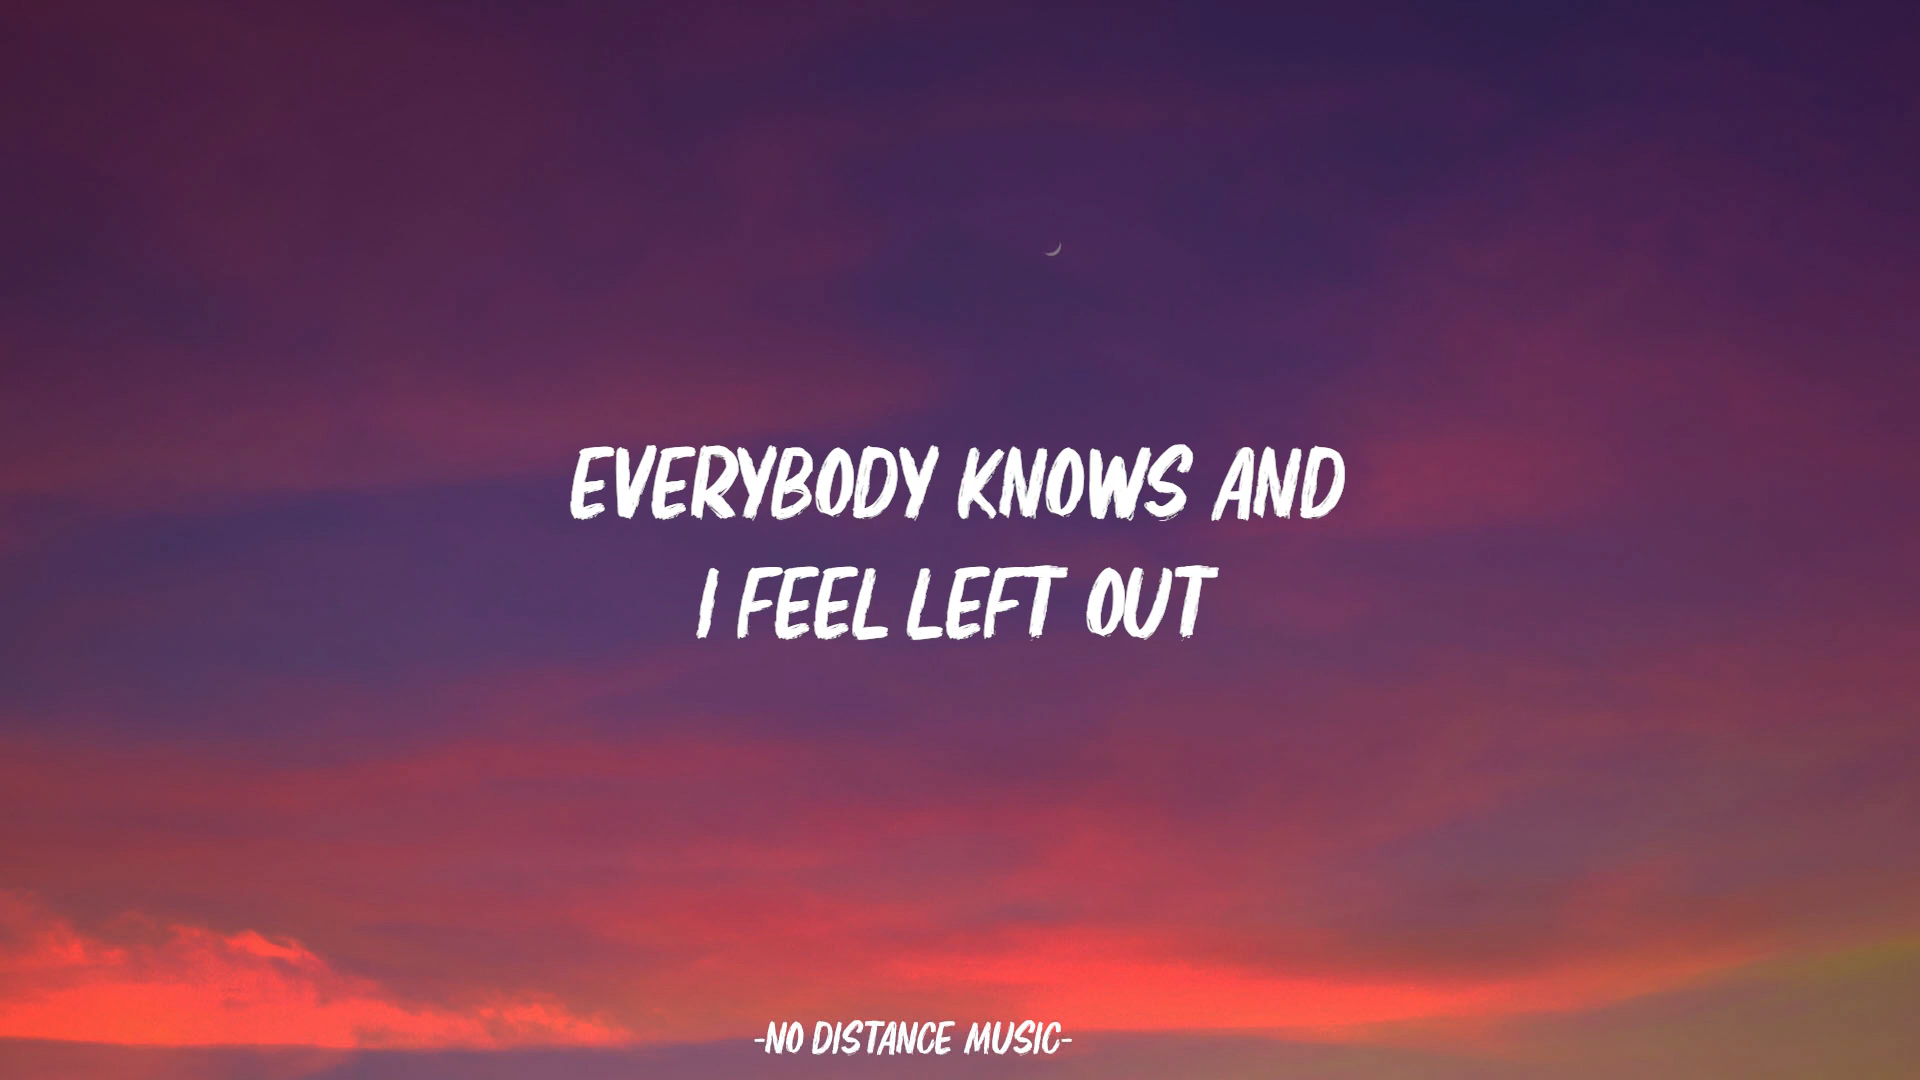 EVERYBODY KNOWS AND
I FEEL LEFT OUT
-NO DISTANCE MUSIC-